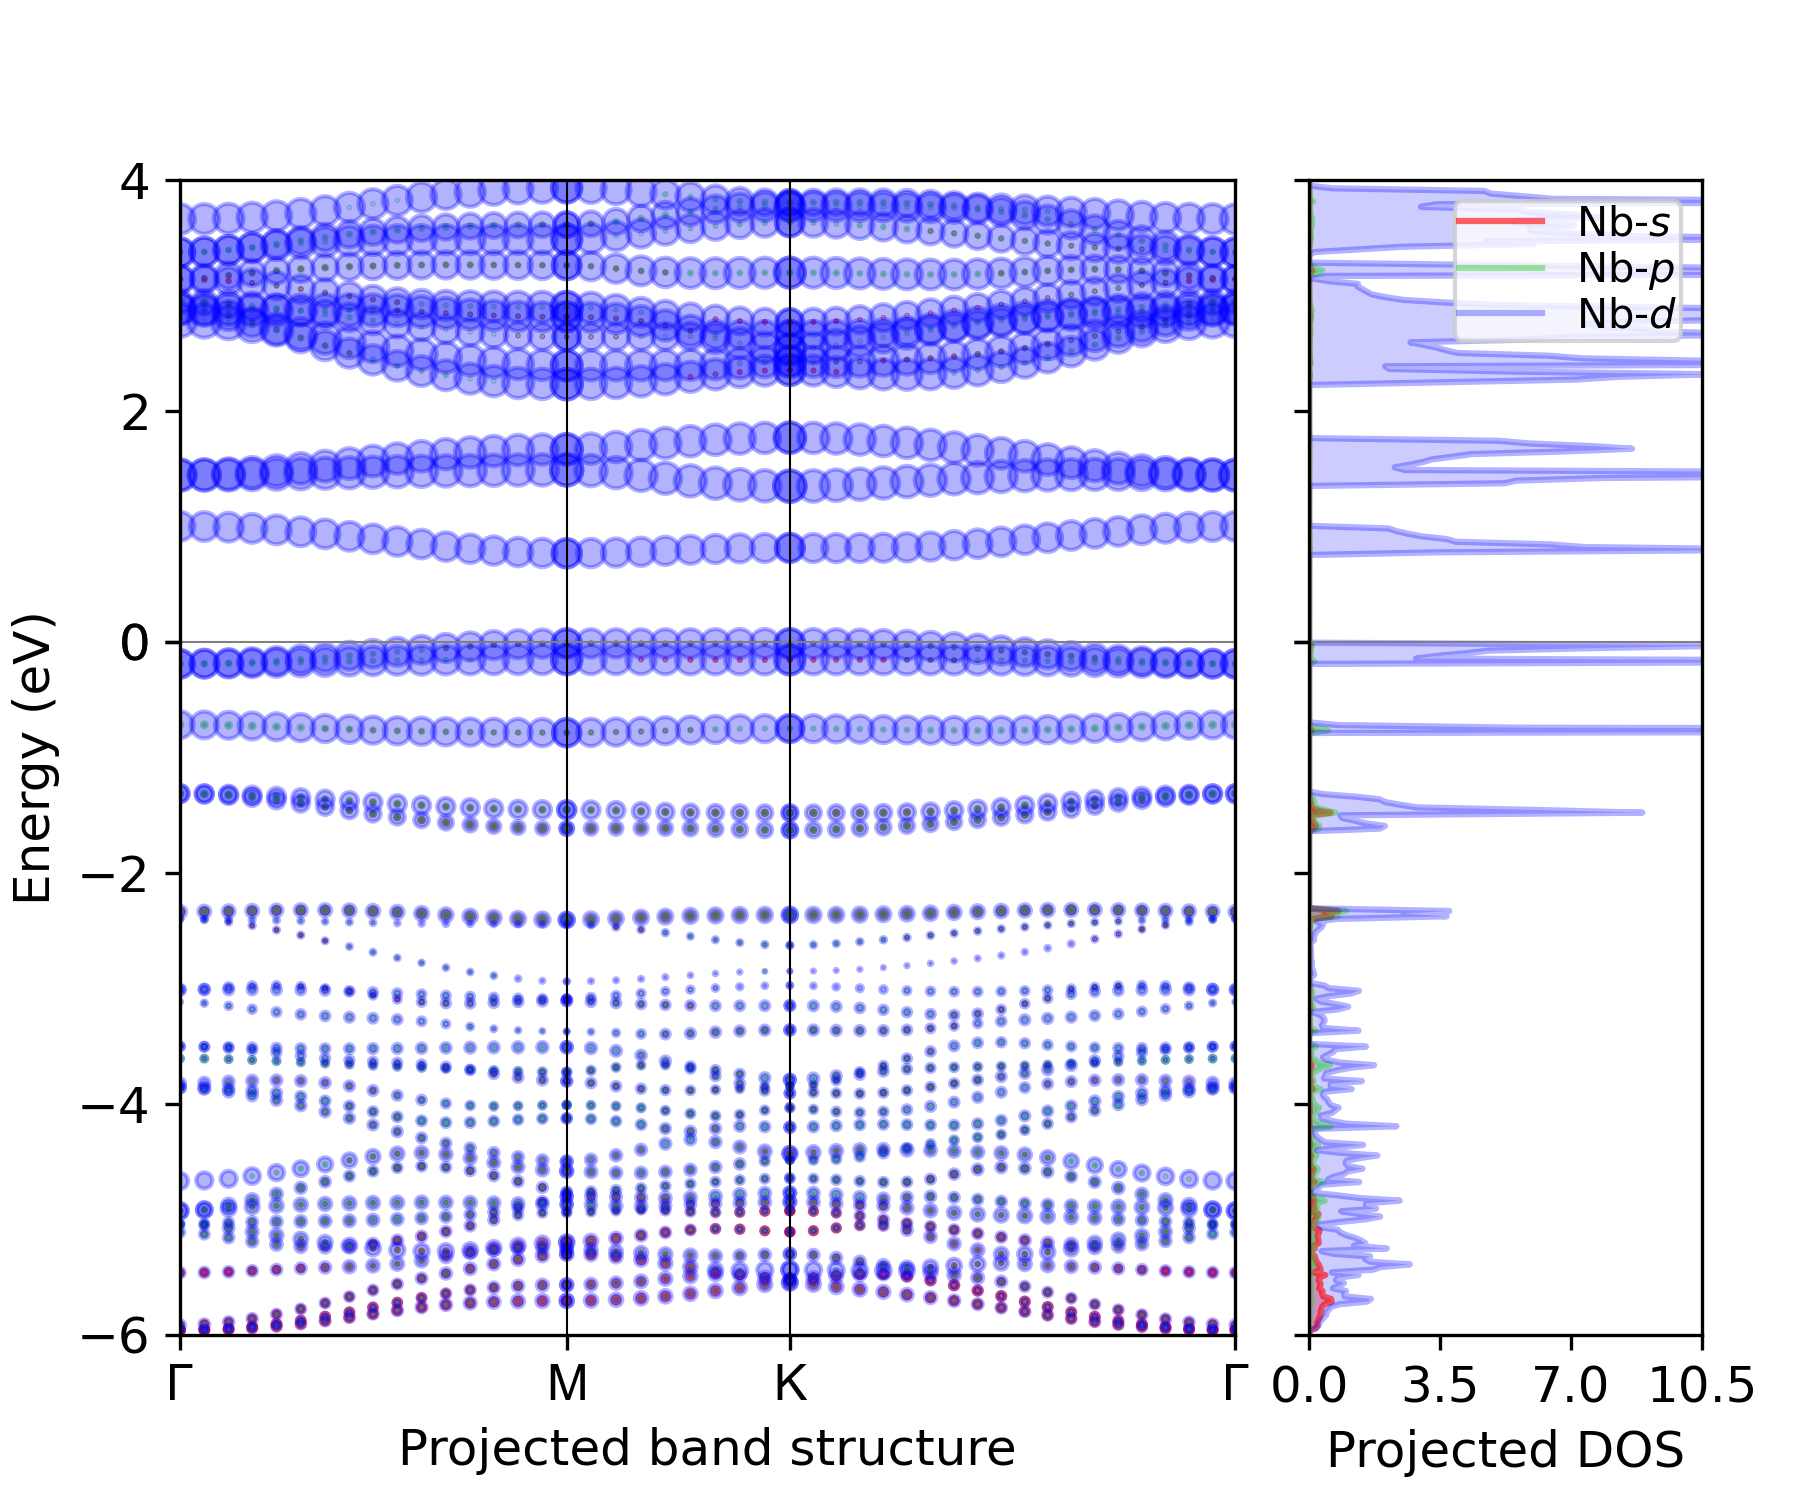 4
2
0
−2
−4
−6
Energy (eV)
Γ M K Γ
Projected band structure
Nb-s
Nb-p
Nb-d
0.0 3.5 7.0 10.5
Projected DOS